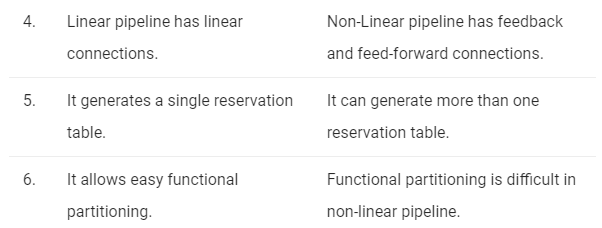 4. Linear pipeline has linear connections. Non-Linear pipeline has feedback and feed-forward connections.
5. It generates a single reservation table. It can generate more than one reservation table.
6. It allows easy functional partitioning. Functional partitioning is difficult in non-linear pipeline.